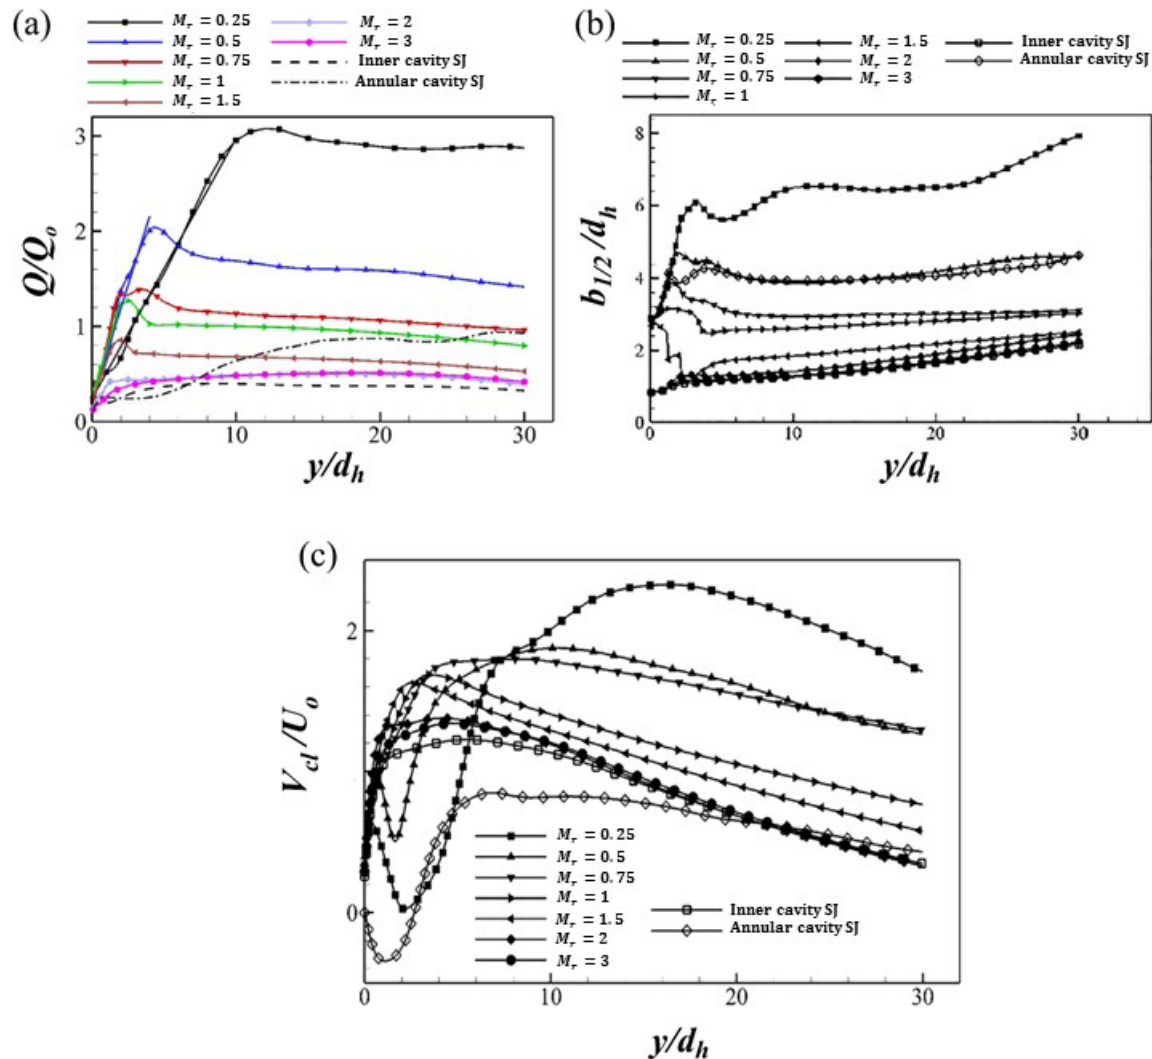 (a)
M_r = 0.25
M_r = 0.5
M_r = 0.75
M_r = 1
M_r = 1.5
M_r = 2
M_r = 3
Inner cavity SJ
Annular cavity SJ
Q/Q_o
3
2
1
0
0 10 20 30
y/d_h
(b)
M_r = 0.25
M_r = 0.5
M_r = 0.75
M_r = 1
M_r = 1.5
M_r = 2
M_r = 3
Inner cavity SJ
Annular cavity SJ
b_{1/2}/d_h
8
6
4
2
0
0 10 20 30
y/d_h
(c)
V_{cl}/U_o
2
0
M_r = 0.25
M_r = 0.5
M_r = 0.75
M_r = 1
M_r = 1.5
M_r = 2
M_r = 3
Inner cavity SJ
Annular cavity SJ
0 10 20 30
y/d_h